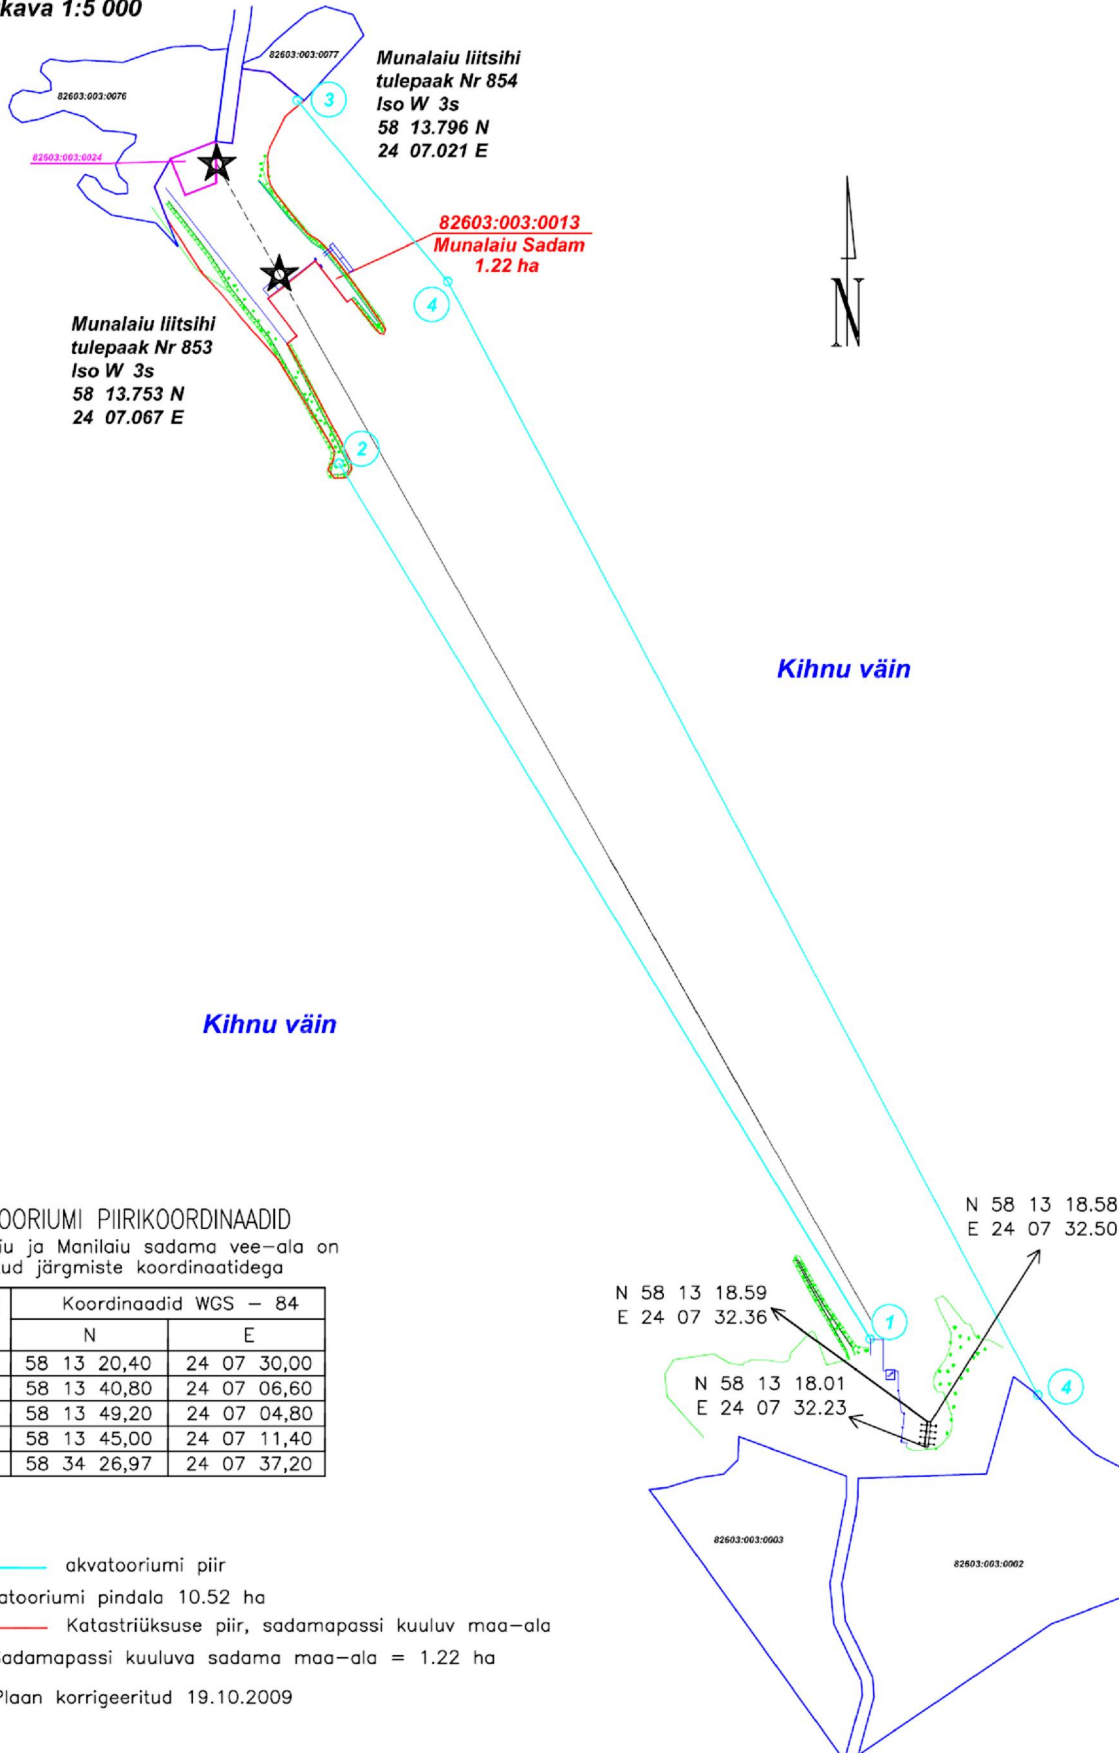 kava 1:5 000
82603:003:0077
82603:003:0076
Munalaiu liitsihi
tulepaak Nr 854
Iso W 3s
58 13.796 N
24 07.021 E
3
82603:003:0024
82603:003:0013
Munalaiu Sadam
1.22 ha
4
N
Munalaiu liitsihi
tulepaak Nr 853
Iso W 3s
58 13.753 N
24 07.067 E
2
Kihnu väin
Kihnu väin
N 58 13 18.58
E 24 07 32.50
N 58 13 18.59
E 24 07 32.36
1
N 58 13 18.01
E 24 07 32.23
4
82603:003:0003
82603:003:0002
OORIUMI PIIRIKOORDINAADID
iu ja Manilaiu sadama vee-ala on
ud järgmiste koordinaatidega
Koordinaadid WGS - 84
N E
58 13 20,40 24 07 30,00
58 13 40,80 24 07 06,60
58 13 49,20 24 07 04,80
58 13 45,00 24 07 11,40
58 34 26,97 24 07 37,20
akvatooriumi piir
atooriumi pindala 10.52 ha
Katastriüksuse piir, sadamapassi kuuluv maa-ala
Sadamapassi kuuluva sadama maa-ala = 1.22 ha
Plaan korrigeeritud 19.10.2009